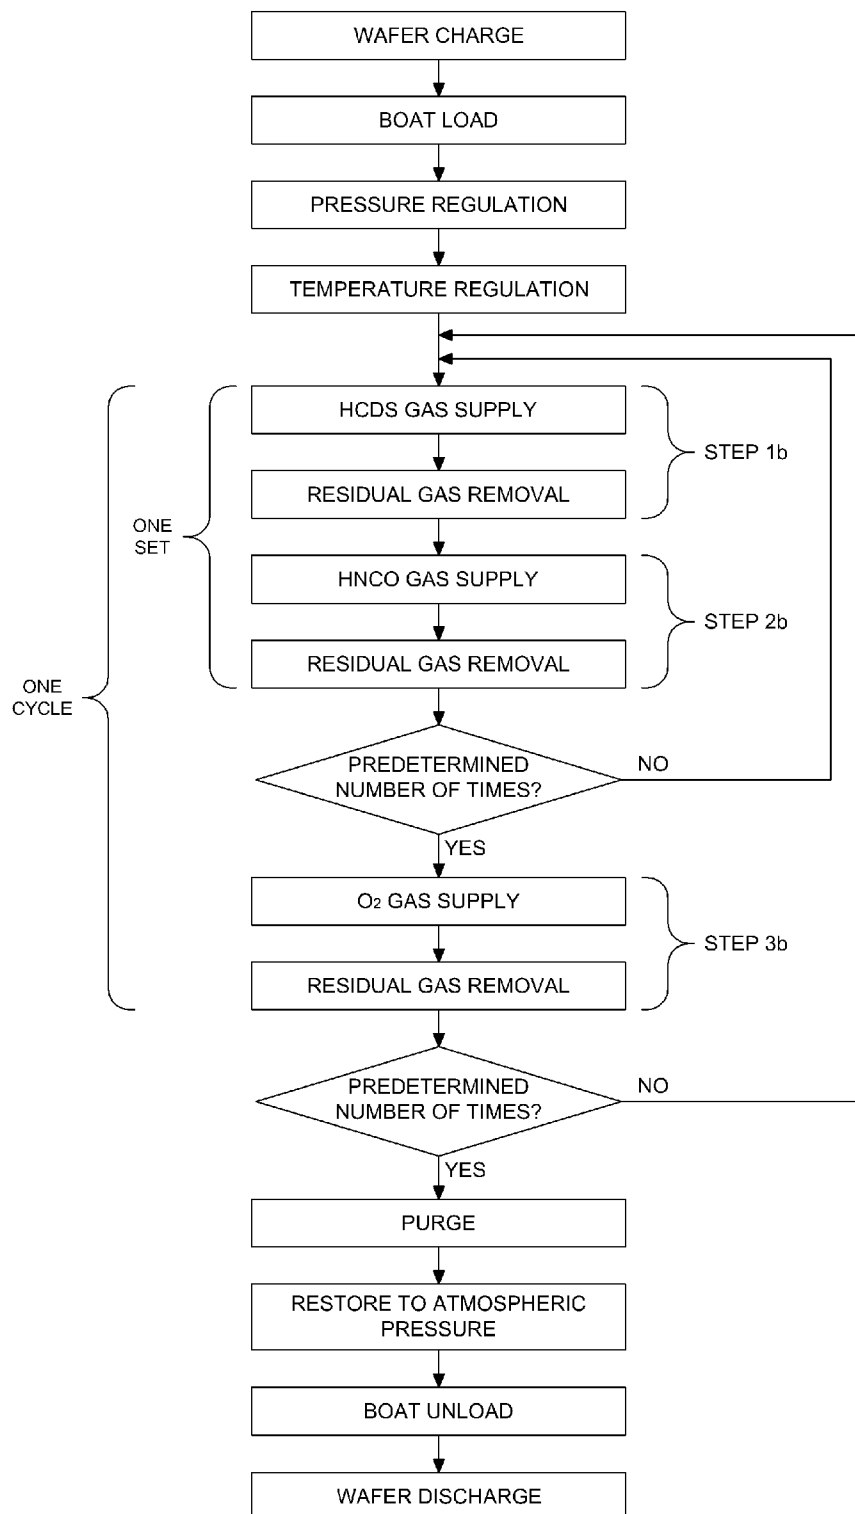 WAFER CHARGE
BOAT LOAD
PRESSURE REGULATION
TEMPERATURE REGULATION
HCDS GAS SUPPLY
STEP 1b
RESIDUAL GAS REMOVAL
ONE
SET
HNCO GAS SUPPLY
STEP 2b
RESIDUAL GAS REMOVAL
ONE
CYCLE
PREDETERMINED
NUMBER OF TIMES?
NO
YES
O₂ GAS SUPPLY
STEP 3b
RESIDUAL GAS REMOVAL
PREDETERMINED
NUMBER OF TIMES?
NO
YES
PURGE
RESTORE TO ATMOSPHERIC
PRESSURE
BOAT UNLOAD
WAFER DISCHARGE